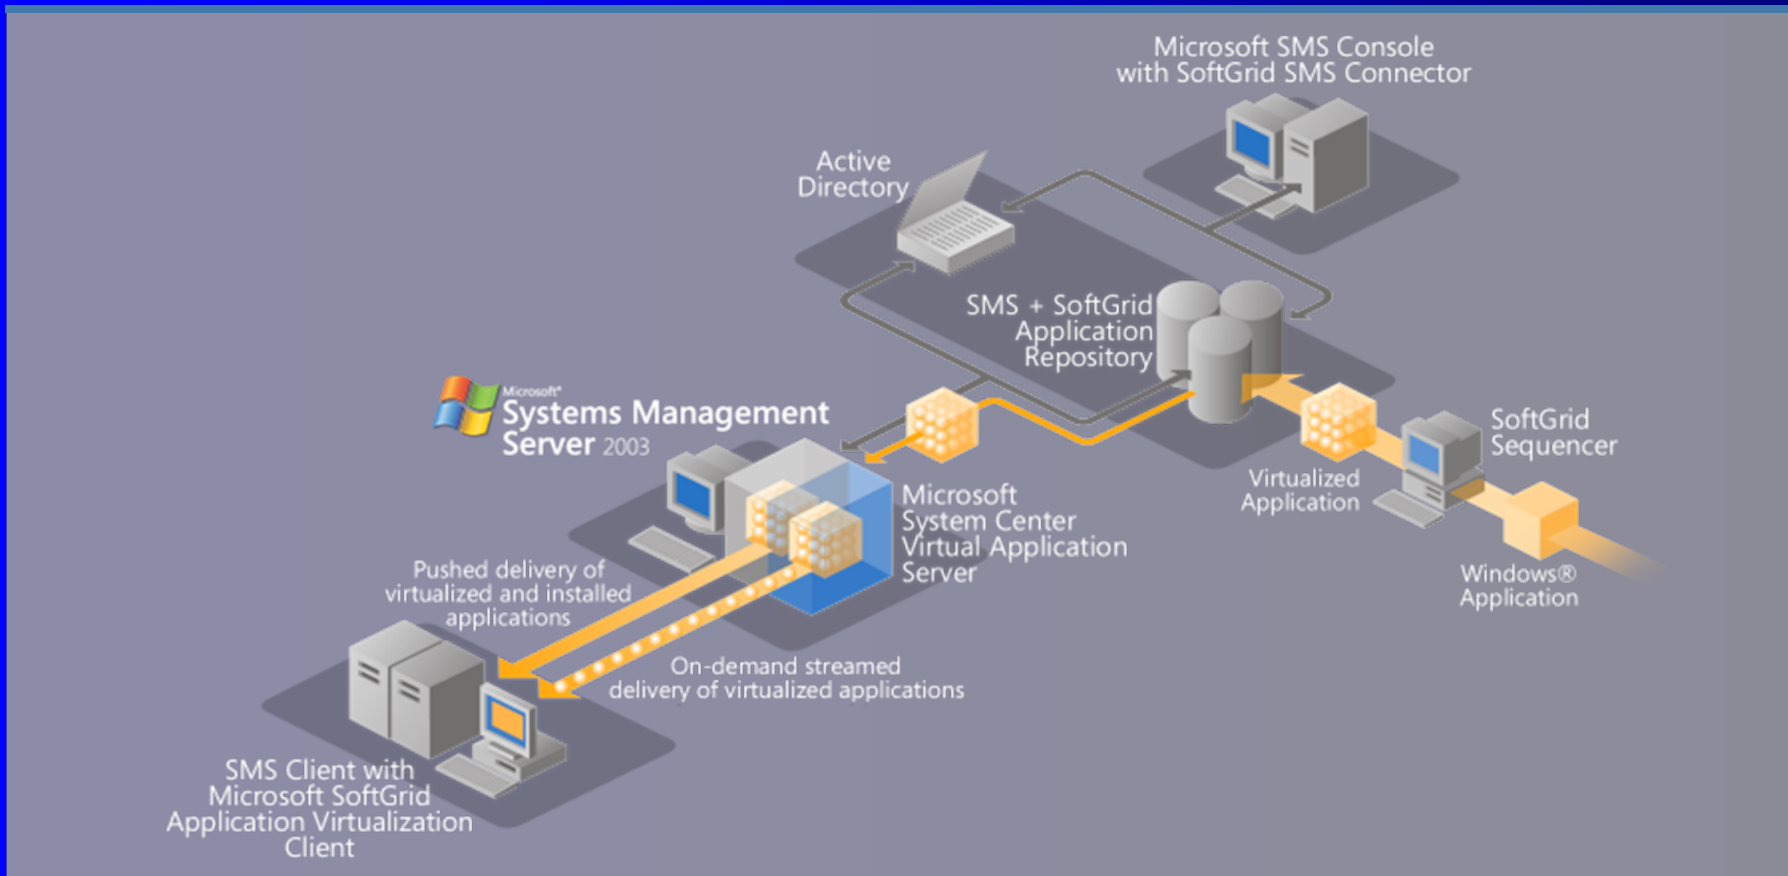 Microsoft SMS Console
with SoftGrid SMS Connector
Active
Directory
SMS + SoftGrid
Application
Repository
Microsoft®
Systems Management
Server 2003
SoftGrid
Sequencer
Virtualized
Application
Microsoft
System Center
Virtual Application
Server
Windows®
Application
Pushed delivery of
virtualized and installed
applications
On-demand streamed
delivery of virtualized applications
SMS Client with
Microsoft SoftGrid
Application Virtualization
Client